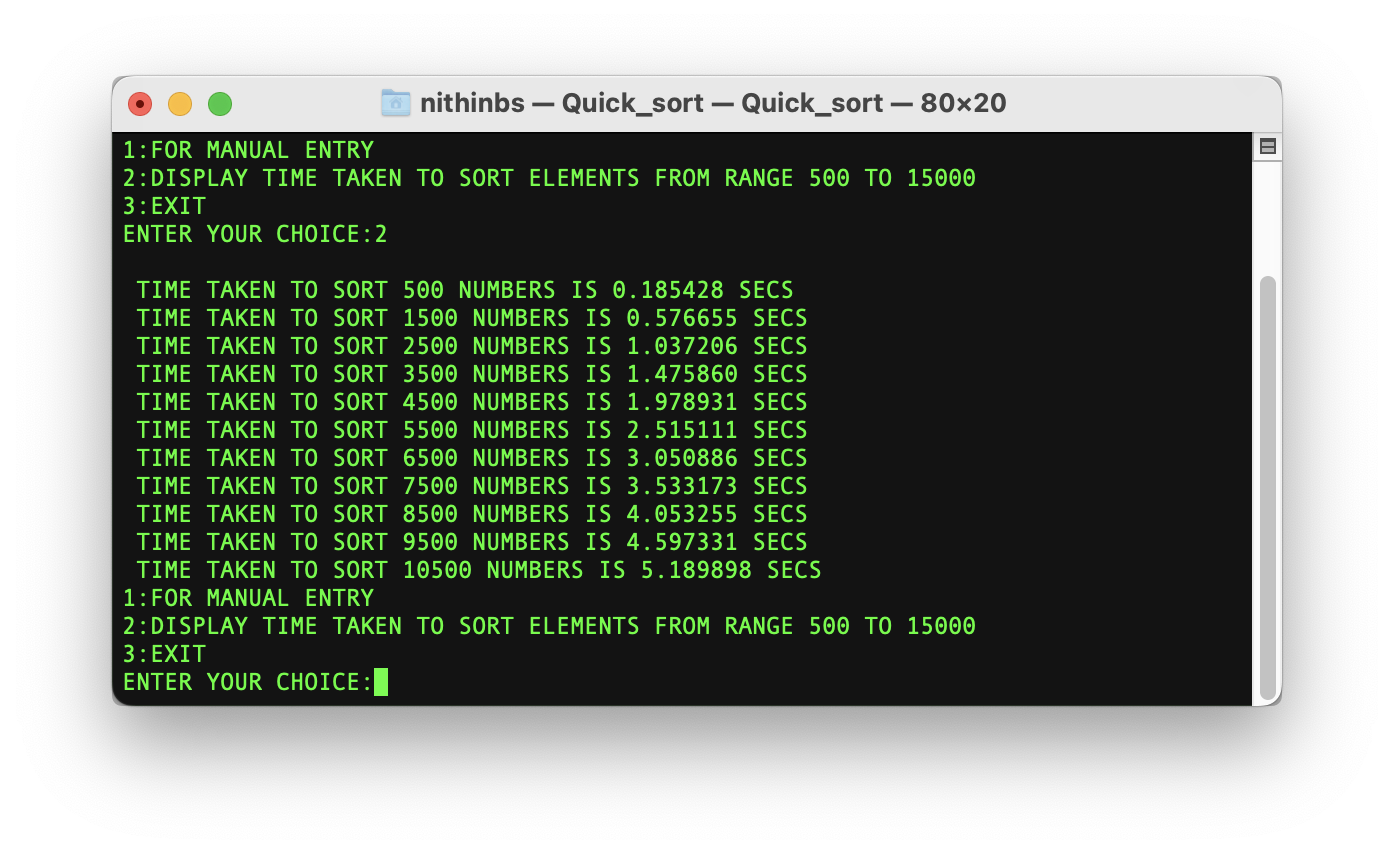 nithinbs — Quick_sort — Quick_sort — 80×20
1:FOR MANUAL ENTRY
2:DISPLAY TIME TAKEN TO SORT ELEMENTS FROM RANGE 500 TO 15000
3:EXIT
ENTER YOUR CHOICE:2
TIME TAKEN TO SORT 500 NUMBERS IS 0.185428 SECS
TIME TAKEN TO SORT 1500 NUMBERS IS 0.576655 SECS
TIME TAKEN TO SORT 2500 NUMBERS IS 1.037206 SECS
TIME TAKEN TO SORT 3500 NUMBERS IS 1.475860 SECS
TIME TAKEN TO SORT 4500 NUMBERS IS 1.978931 SECS
TIME TAKEN TO SORT 5500 NUMBERS IS 2.515111 SECS
TIME TAKEN TO SORT 6500 NUMBERS IS 3.050886 SECS
TIME TAKEN TO SORT 7500 NUMBERS IS 3.533173 SECS
TIME TAKEN TO SORT 8500 NUMBERS IS 4.053255 SECS
TIME TAKEN TO SORT 9500 NUMBERS IS 4.597331 SECS
TIME TAKEN TO SORT 10500 NUMBERS IS 5.189898 SECS
1:FOR MANUAL ENTRY
2:DISPLAY TIME TAKEN TO SORT ELEMENTS FROM RANGE 500 TO 15000
3:EXIT
ENTER YOUR CHOICE: